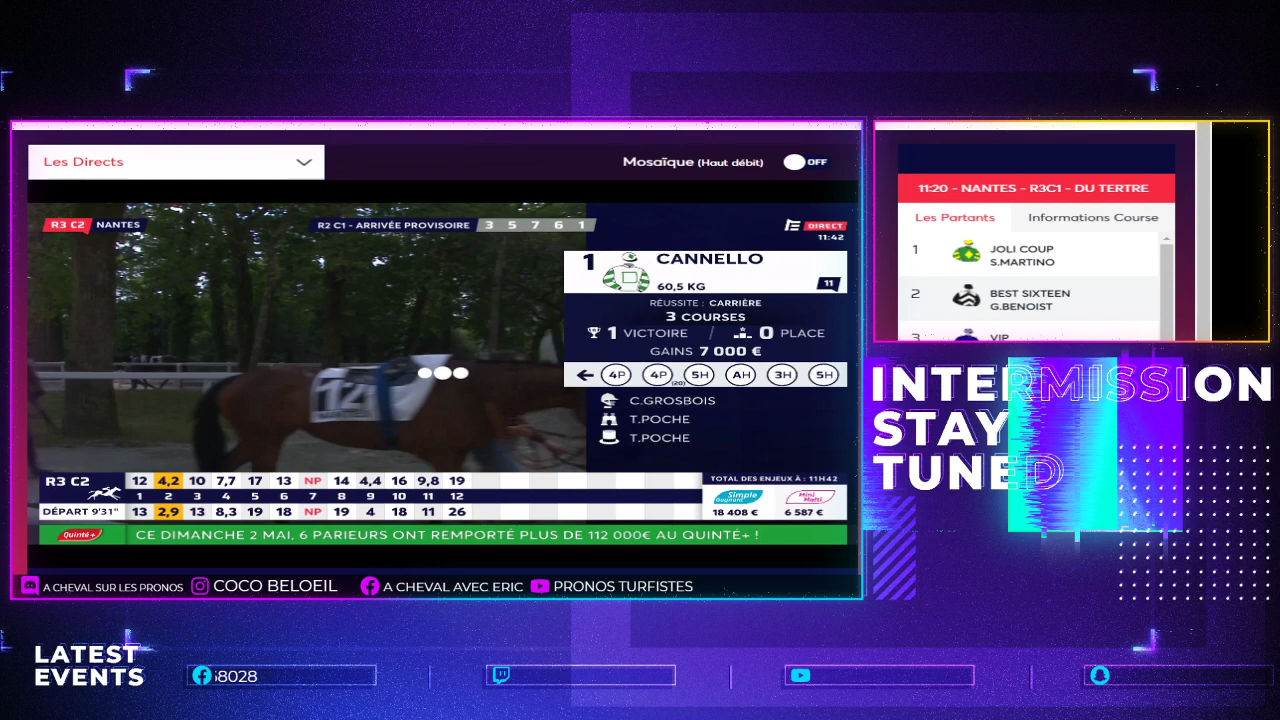 Les Directs
Mosaïque (Haut débit)
OFF
R3 C2 NANTES
R2 C1 - ARRIVÉE PROVISOIRE 3 5 7 6 1
DIRECT
11:42
1 CANNELLO
60,5 KG
11
RÉUSSITE : CARRIÈRE
3 COURSES
1 VICTOIRE / 0 PLACE
GAINS 7 000 €
4P 4P 5H AH 3H 5H
(20)
C.GROSBOIS
T.POCHE
T.POCHE
12
R3 C2 12 4,2 10 7,7 17 13 NP 14 4,4 16 9,8 19
1 2 3 4 5 6 7 8 9 10 11 12
DÉPART 9'31" 13 2,9 13 8,3 19 18 NP 19 4 18 11 26
TOTAL DES ENJEUX À : 11H42
Simple Gagnant
Mini Multi
18 408 € 6 587 €
Quinté+ CE DIMANCHE 2 MAI, 6 PARIEURS ONT REMPORTÉ PLUS DE 112 000€ AU QUINTÉ+ !
A CHEVAL SUR LES PRONOS COCO BELOEIL A CHEVAL AVEC ERIC PRONOS TURFISTES
11:20 - NANTES - R3C1 - DU TERTRE
Les Partants Informations Course
1 JOLI COUP
S.MARTINO
2 BEST SIXTEEN
G.BENOIST
3 VIP
INTERMISSION
STAY
TUNED
LATEST
EVENTS
68028